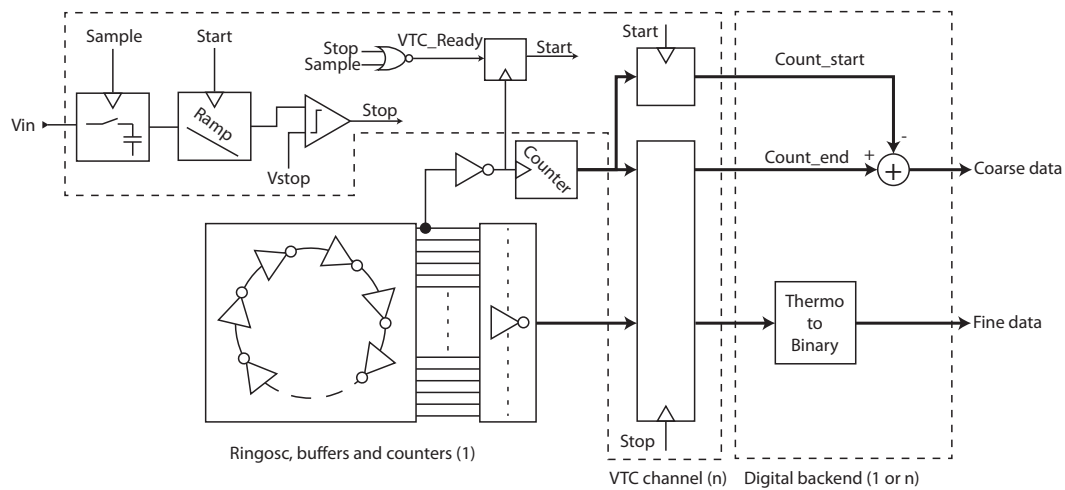 Sample
Start
Stop
Sample
VTC_Ready
Start
Start
Count_start
Vin
Ramp
Stop
Vstop
Counter
Count_end
-
+
+
Coarse data
Thermo
to
Binary
Fine data
Stop
Ringosc, buffers and counters (1)
VTC channel (n)
Digital backend (1 or n)